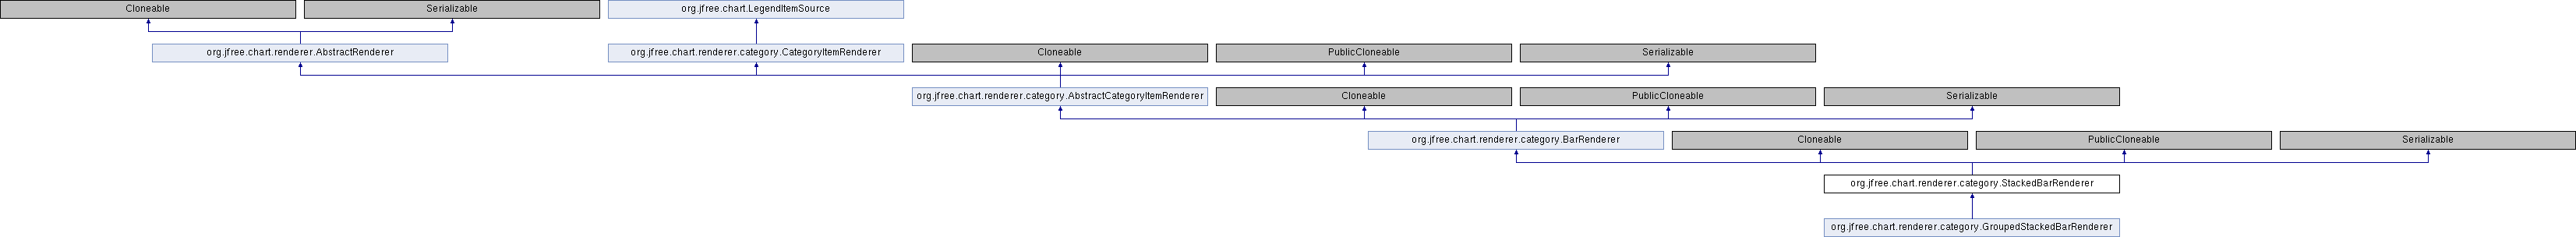 Cloneable
Serializable
org.jfree.chart.LegendItemSource
org.jfree.chart.renderer.AbstractRenderer
org.jfree.chart.renderer.category.CategoryItemRenderer
Cloneable
PublicCloneable
Serializable
org.jfree.chart.renderer.category.AbstractCategoryItemRenderer
Cloneable
PublicCloneable
Serializable
org.jfree.chart.renderer.category.BarRenderer
Cloneable
PublicCloneable
Serializable
org.jfree.chart.renderer.category.StackedBarRenderer
org.jfree.chart.renderer.category.GroupedStackedBarRenderer